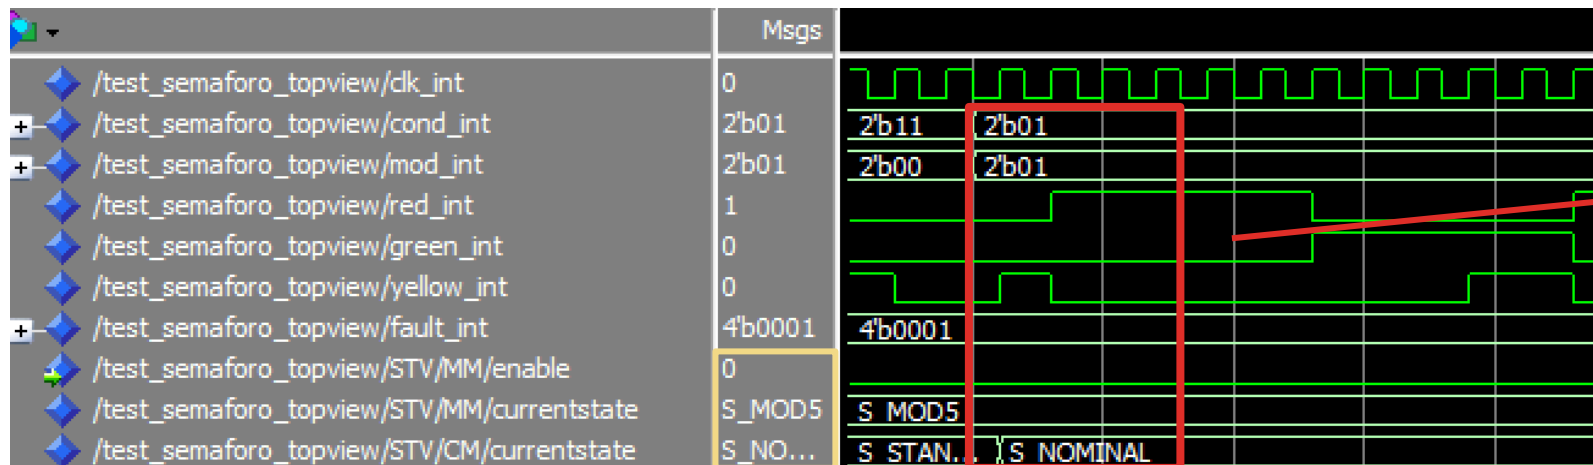 Msgs
/test_semaforo_topview/clk_int 0
/test_semaforo_topview/cond_int 2'b01 2'b11 2'b01
/test_semaforo_topview/mod_int 2'b01 2'b00 2'b01
/test_semaforo_topview/red_int 1
/test_semaforo_topview/green_int 0
/test_semaforo_topview/yellow_int 0
/test_semaforo_topview/fault_int 4'b0001 4'b0001
/test_semaforo_topview/STV/MM/enable 0
/test_semaforo_topview/STV/MM/currentstate S_MOD5 S_MOD5
/test_semaforo_topview/STV/CM/currentstate S_NO... S_STAN... S_NOMINAL